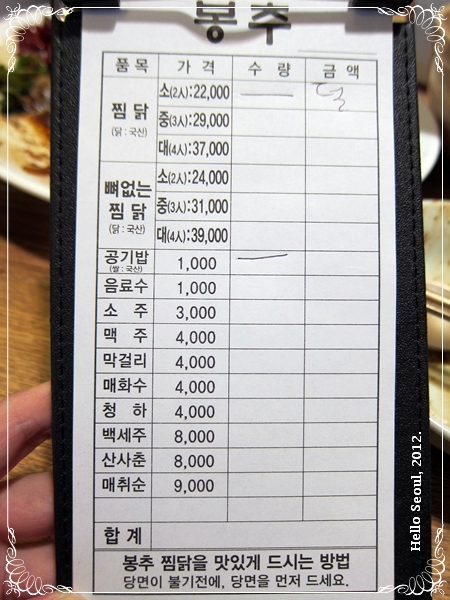 봉추
품목 가격 수량 금액
찜닭 (닭:국산)
소(2人):22,000
중(3人):29,000
대(4人):37,000
뼈없는 찜닭 (닭:국산)
소(2人):24,000
중(3人):31,000
대(4人):39,000
공기밥 (쌀:국산) 1,000
음료수 1,000
소주 3,000
맥주 4,000
막걸리 4,000
매화수 4,000
청하 4,000
백세주 8,000
산사춘 8,000
매취순 9,000
합계
봉추 찜닭을 맛있게 드시는 방법
당면이 불기전에, 당면을 먼저 드세요.
Hello Seoul, 2012.